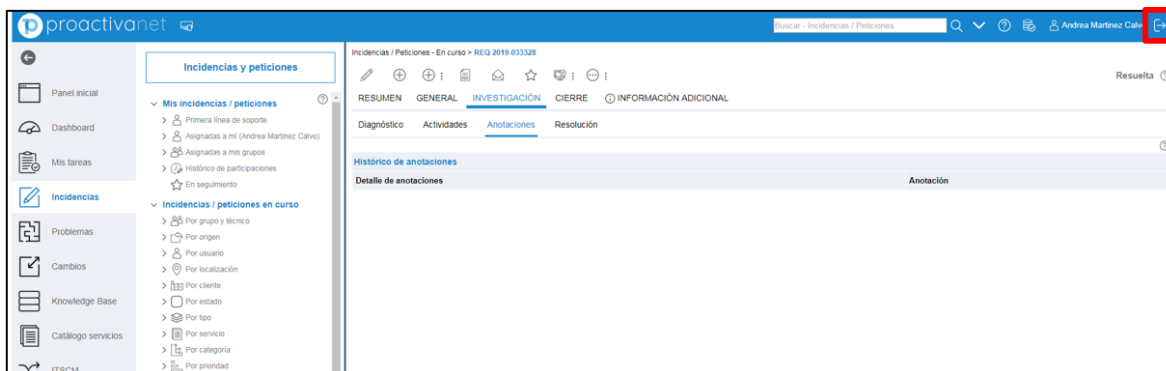 proactivanet
Buscar - Incidencias / Peticiones
Andrea Martinez Calvo
Panel inicial
Dashboard
Mis tareas
Incidencias
Problemas
Cambios
Knowledge Base
Catálogo servicios
ITSCM
Incidencias y peticiones
Mis incidencias / peticiones
Primera línea de soporte
Asignadas a mí (Andrea Martinez Calvo)
Asignadas a mis grupos
Histórico de participaciones
En seguimiento
Incidencias / peticiones en curso
Por grupo y técnico
Por origen
Por usuario
Por localización
Por cliente
Por estado
Por tipo
Por servicio
Por categoría
Por prioridad
Incidencias / Peticiones - En curso > REQ 2019-033328
Resuelta
RESUMEN GENERAL INVESTIGACIÓN CIERRE INFORMACIÓN ADICIONAL
Diagnóstico Actividades Anotaciones Resolución
Histórico de anotaciones
Detalle de anotaciones Anotación